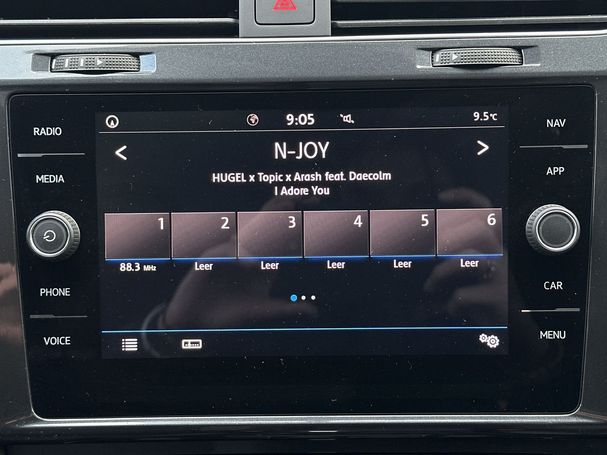 9:05
9.5°C
RADIO
NAV
N-JOY
MEDIA
APP
HUGEL x Topic x Arash feat. Daecolm
I Adore You
1 2 3 4 5 6
88.3 MHz Leer Leer Leer Leer Leer
PHONE
CAR
VOICE
MENU